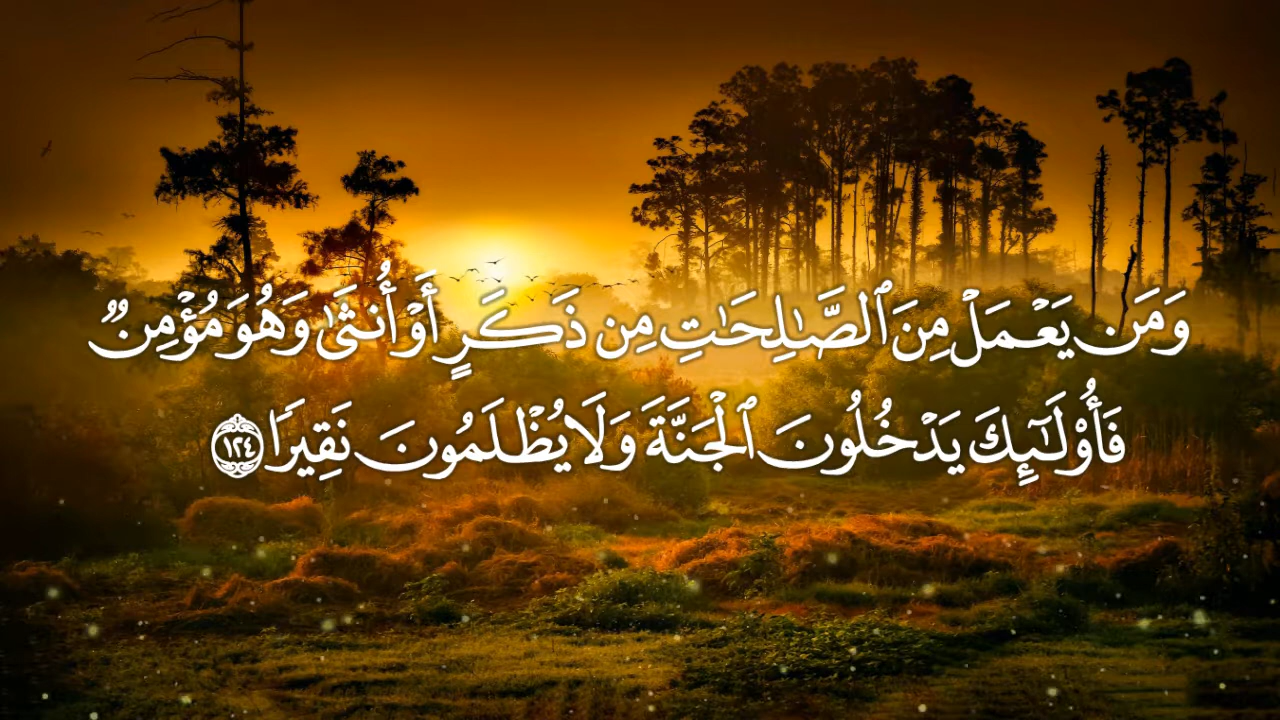 وَمَن يَعْمَلْ مِنَ ٱلصَّٰلِحَٰتِ مِن ذَكَرٍ أَوْ أُنثَىٰ وَهُوَ مُؤْمِنٌ
فَأُو۟لَٰٓئِكَ يَدْخُلُونَ ٱلْجَنَّةَ وَلَا يُظْلَمُونَ نَقِيرًا ١٢٤